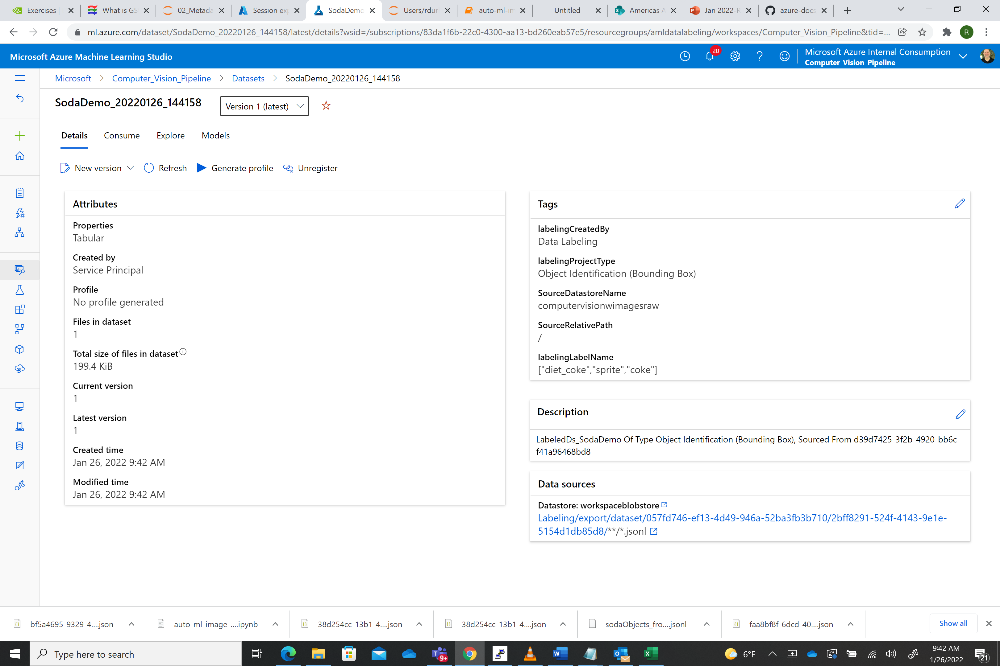 Exercises |
What is GS
02_Metada
Session exp
SodaDemo
Users/rduri
auto-ml-im
Untitled
Americas A
Jan 2022-R
azure-docs
ml.azure.com/dataset/SodaDemo_20220126_144158/latest/details?wsid=/subscriptions/83da1f6b-22c0-4300-aa13-bd260eab57e5/resourcegroups/amldatalabeling/workspaces/Computer_Vision_Pipeline&tid=...
R
Microsoft Azure Machine Learning Studio
20
Microsoft Azure Internal Consumption
Computer_Vision_Pipeline
Microsoft > Computer_Vision_Pipeline > Datasets > SodaDemo_20220126_144158
SodaDemo_20220126_144158
Version 1 (latest)
Details
Consume
Explore
Models
New version
Refresh
Generate profile
Unregister
Attributes
Properties
Tabular
Created by
Service Principal
Profile
No profile generated
Files in dataset
1
Total size of files in dataset
199.4 KiB
Current version
1
Latest version
1
Created time
Jan 26, 2022 9:42 AM
Modified time
Jan 26, 2022 9:42 AM
Tags
labelingCreatedBy
Data Labeling
labelingProjectType
Object Identification (Bounding Box)
SourceDatastoreName
computervisionwimagesraw
SourceRelativePath
/
labelingLabelName
["diet_coke","sprite","coke"]
Description
LabeledDs_SodaDemo Of Type Object Identification (Bounding Box), Sourced From d39d7425-3f2b-4920-bb6c-
f41a96468bd8
Data sources
Datastore: workspaceblobstore
Labeling/export/dataset/057fd746-ef13-4d49-946a-52ba3fb3b710/2bff8291-524f-4143-9e1e-
5154d1db85d8/**/*.jsonl
bf5a4695-9329-4....json
auto-ml-image-....ipynb
38d254cc-13b1-4....json
38d254cc-13b1-4....json
sodaObjects_fro....jsonl
faa8bf8f-6dcd-40....json
Show all
Type here to search
9+
6°F
9:42 AM
1/26/2022
21